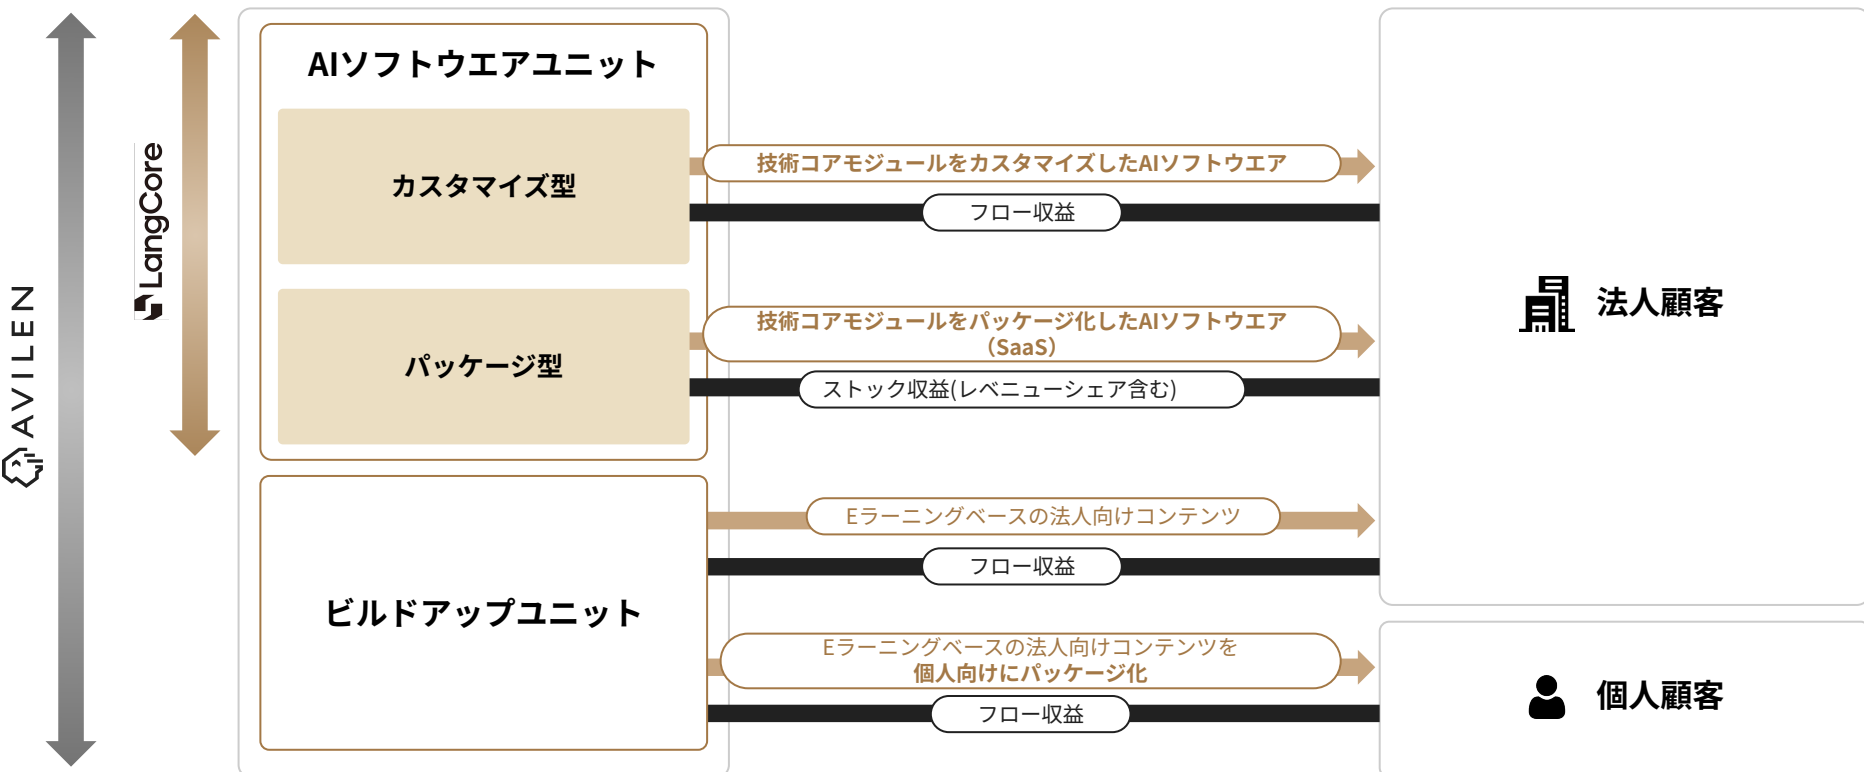 AVILEN
LangCore
AIソフトウエアユニット
カスタマイズ型
技術コアモジュールをカスタマイズしたAIソフトウエア
フロー収益
パッケージ型
技術コアモジュールをパッケージ化したAIソフトウエア
（SaaS）
ストック収益(レベニューシェア含む)
法人顧客
ビルドアップユニット
Eラーニングベースの法人向けコンテンツ
フロー収益
Eラーニングベースの法人向けコンテンツを
個人向けにパッケージ化
フロー収益
個人顧客